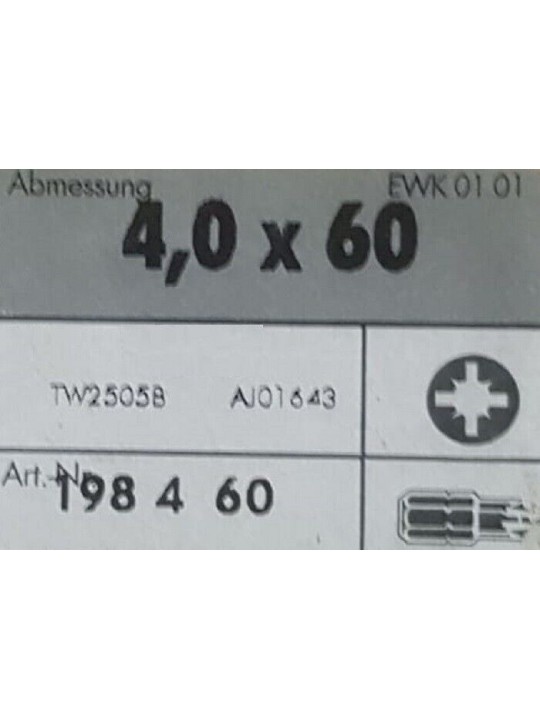 Abmessung EWK 01 01
4,0 x 60
TW25058 AJ01643
Art.-Nr.
198 4 60